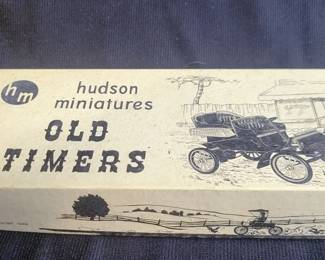 hm
hudson
miniatures
OLD
TIMERS